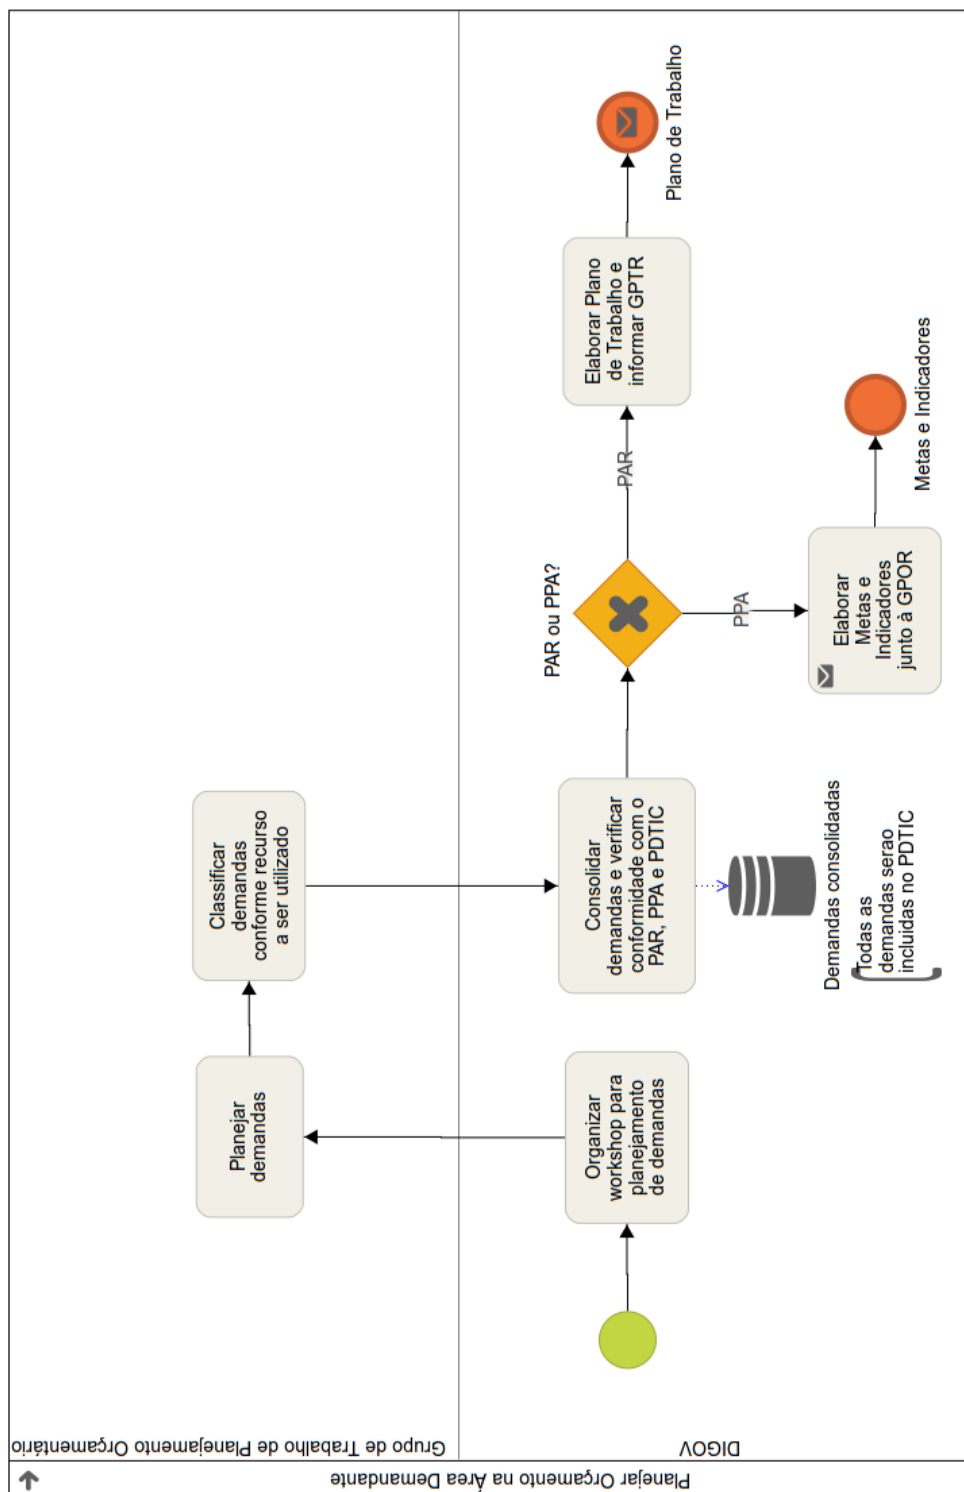 Planejar Orçamento na Área Demandante
Grupo de Trabalho de Planejamento Orçamentário
DIGOV
Organizar
workshop para
planejamento
de demandas
Planejar
demandas
Classificar
demandas
conforme recurso
a ser utilizado
Consolidar
demandas e verificar
conformidade com o
PAR, PPA e PDTIC
Demandas consolidadas
Todas as
demandas serao
incluidas no PDTIC
PAR ou PPA?
PAR
PPA
Elaborar Plano
de Trabalho e
informar GPTR
Plano de Trabalho
Elaborar
Metas e
Indicadores
junto à GPOR
Metas e Indicadores